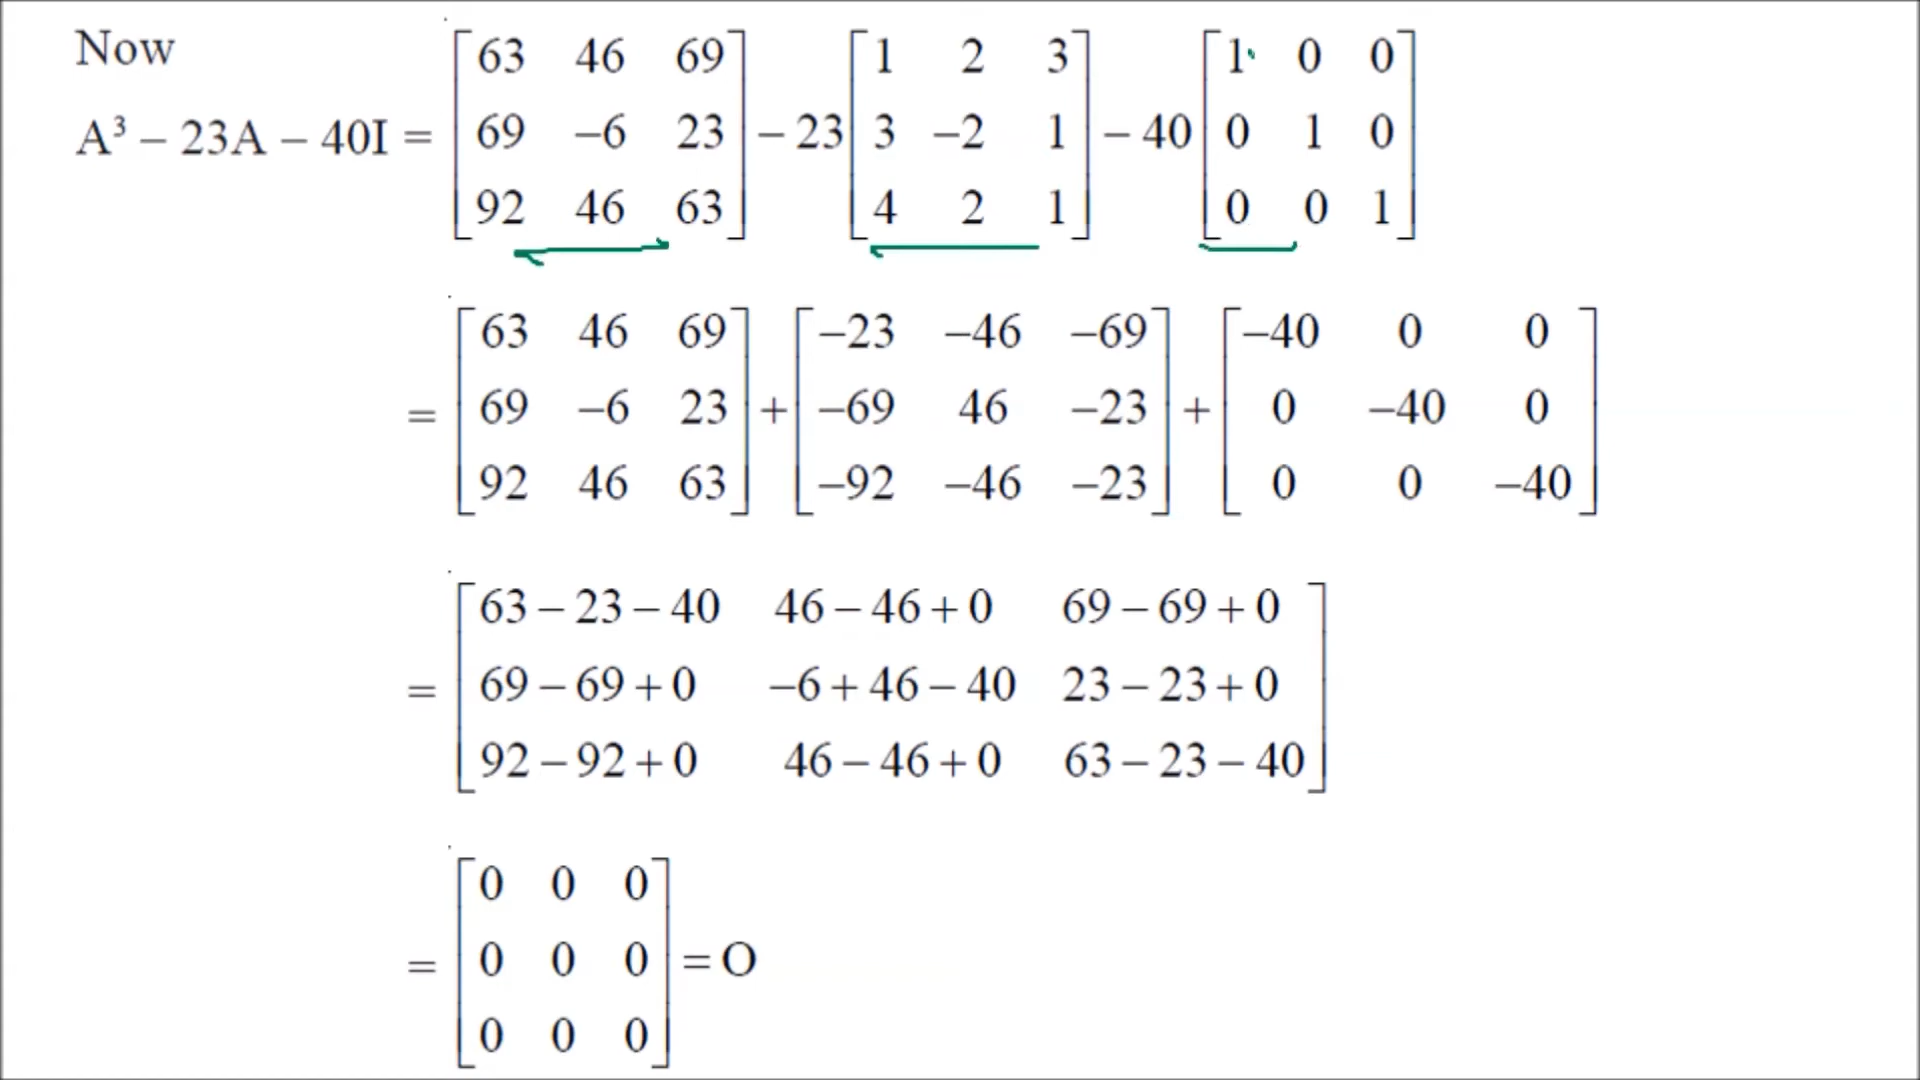 Now
A³ – 23A – 40I = [63 46 69; 69 –6 23; 92 46 63] – 23 [1 2 3; 3 –2 1; 4 2 1] – 40 [1 0 0; 0 1 0; 0 0 1]
= [63 46 69; 69 –6 23; 92 46 63] + [–23 –46 –69; –69 46 –23; –92 –46 –23] + [–40 0 0; 0 –40 0; 0 0 –40]
= [63 – 23 – 40 46 – 46 + 0 69 – 69 + 0; 69 – 69 + 0 –6 + 46 – 40 23 – 23 + 0; 92 – 92 + 0 46 – 46 + 0 63 – 23 – 40]
= [0 0 0; 0 0 0; 0 0 0] = O